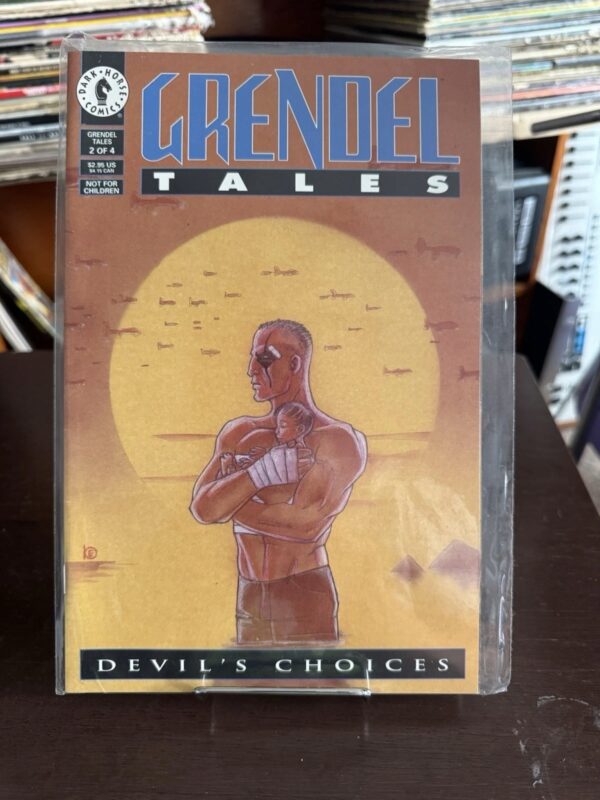 DARK HORSE
COMICS
GRENDEL
TALES
2 OF 4
$2.95 US
$4.15 CAN
NOT FOR
CHILDREN
GRENDEL
TALES
DEVIL'S CHOICES